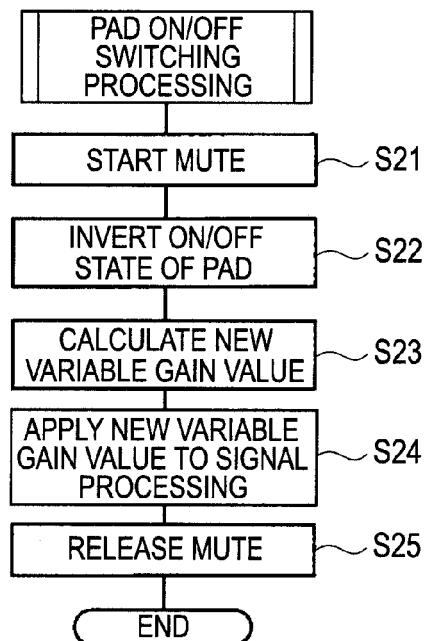 PAD ON/OFF
SWITCHING
PROCESSING
START MUTE
S21
INVERT ON/OFF
STATE OF PAD
S22
CALCULATE NEW
VARIABLE GAIN VALUE
S23
APPLY NEW VARIABLE
GAIN VALUE TO SIGNAL
PROCESSING
S24
RELEASE MUTE
S25
END